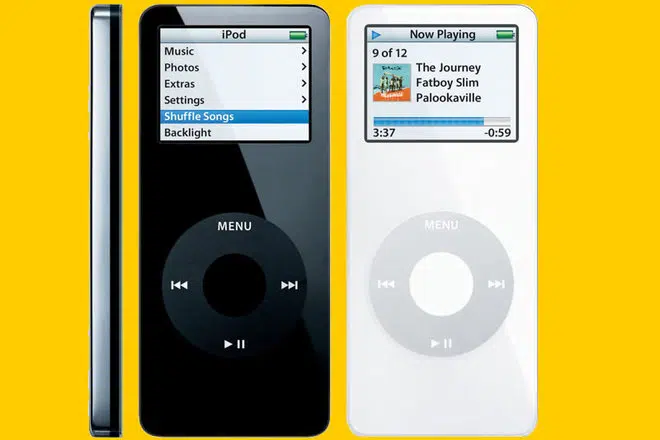 iPod
Music
Photos
Extras
Settings
Shuffle Songs
Backlight
MENU
Now Playing
9 of 12
The Journey
Fatboy Slim
Palookaville
3:37 -0:59
MENU